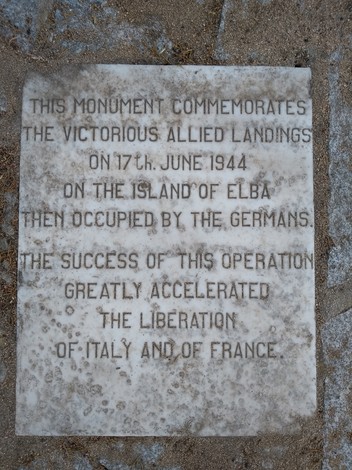 THIS MONUMENT COMMEMORATES
THE VICTORIOUS ALLIED LANDINGS
ON 17th. JUNE 1944
ON THE ISLAND OF ELBA
THEN OCCUPIED BY THE GERMANS.
THE SUCCESS OF THIS OPERATION
GREATLY ACCELERATED
THE LIBERATION
OF ITALY AND OF FRANCE.